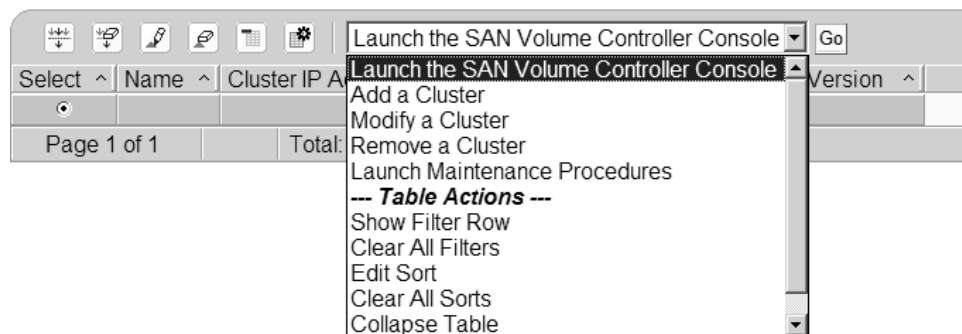 Launch the SAN Volume Controller Console Go
Select Name Cluster IP A Version
Launch the SAN Volume Controller Console
Add a Cluster
Modify a Cluster
Remove a Cluster
Page 1 of 1 Total:
Launch Maintenance Procedures
--- Table Actions ---
Show Filter Row
Clear All Filters
Edit Sort
Clear All Sorts
Collapse Table